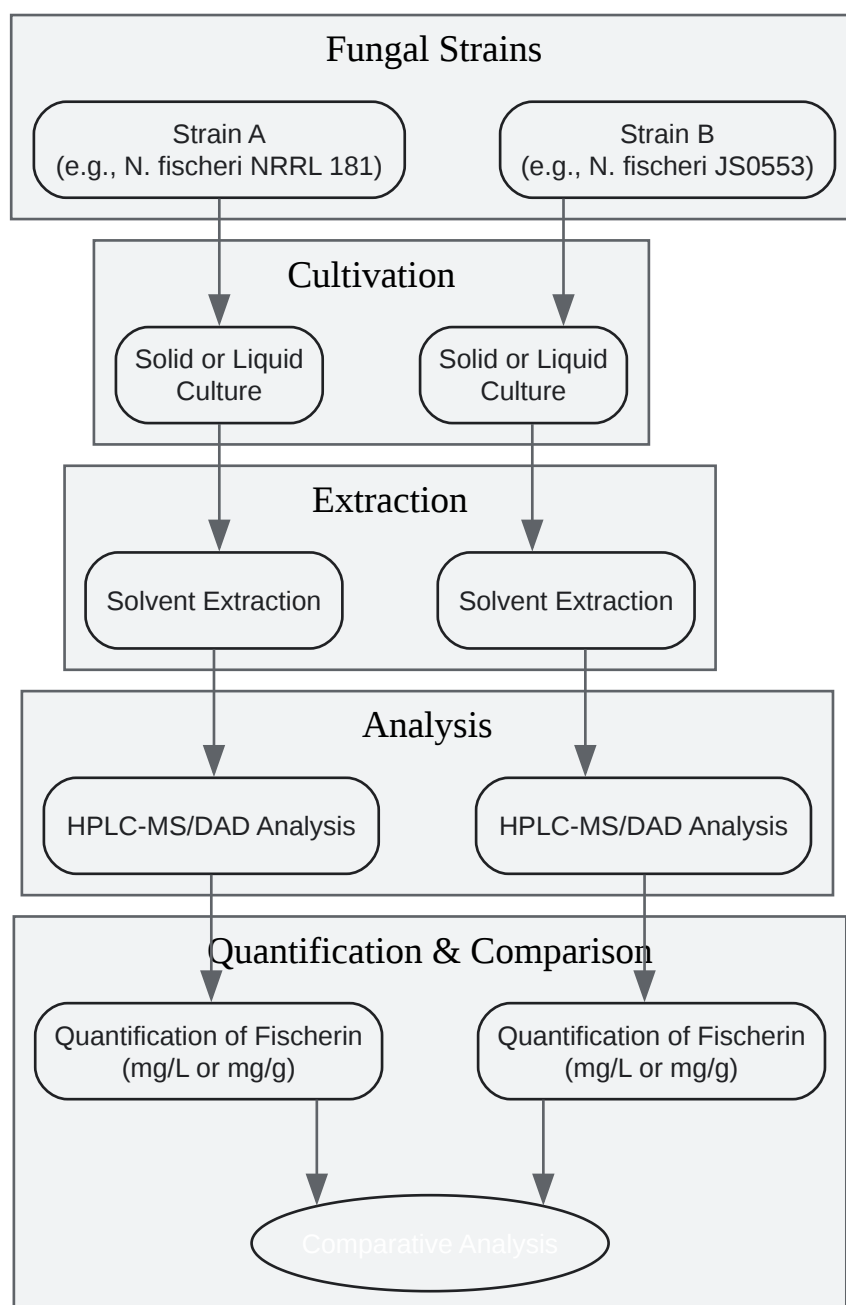 Fungal Strains
Strain A
(e.g., N. fischeri NRRL 181)
Strain B
(e.g., N. fischeri JS0553)
Cultivation
Solid or Liquid
Culture
Solid or Liquid
Culture
Extraction
Solvent Extraction
Solvent Extraction
Analysis
HPLC-MS/DAD Analysis
HPLC-MS/DAD Analysis
Quantification & Comparison
Quantification of Fischerin
(mg/L or mg/g)
Quantification of Fischerin
(mg/L or mg/g)
Comparative Analysis